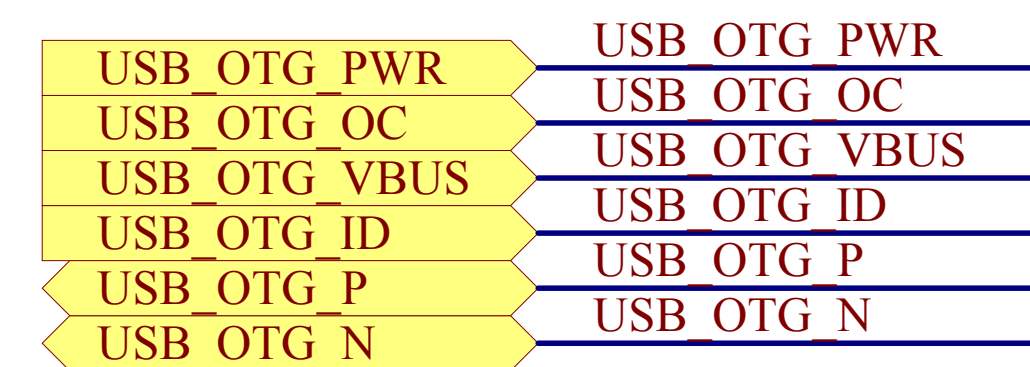 USB_OTG_PWR USB_OTG_PWR
USB_OTG_OC USB_OTG_OC
USB_OTG_VBUS USB_OTG_VBUS
USB_OTG_ID USB_OTG_ID
USB_OTG_P USB_OTG_P
USB_OTG_N USB_OTG_N